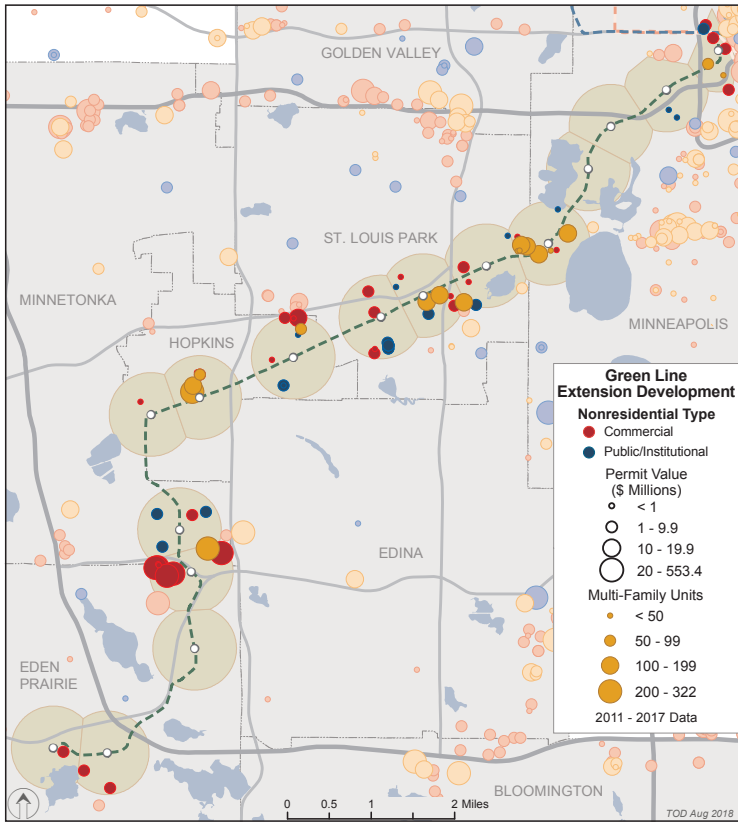 GOLDEN VALLEY
ST. LOUIS PARK
MINNETONKA
MINNEAPOLIS
HOPKINS
EDINA
EDEN
PRAIRIE
BLOOMINGTON
Green Line
Extension Development
Nonresidential Type
Commercial
Public/Institutional
Permit Value
($ Millions)
< 1
1 - 9.9
10 - 19.9
20 - 553.4
Multi-Family Units
< 50
50 - 99
100 - 199
200 - 322
2011 - 2017 Data
0 0.5 1 2 Miles
TOD Aug 2018